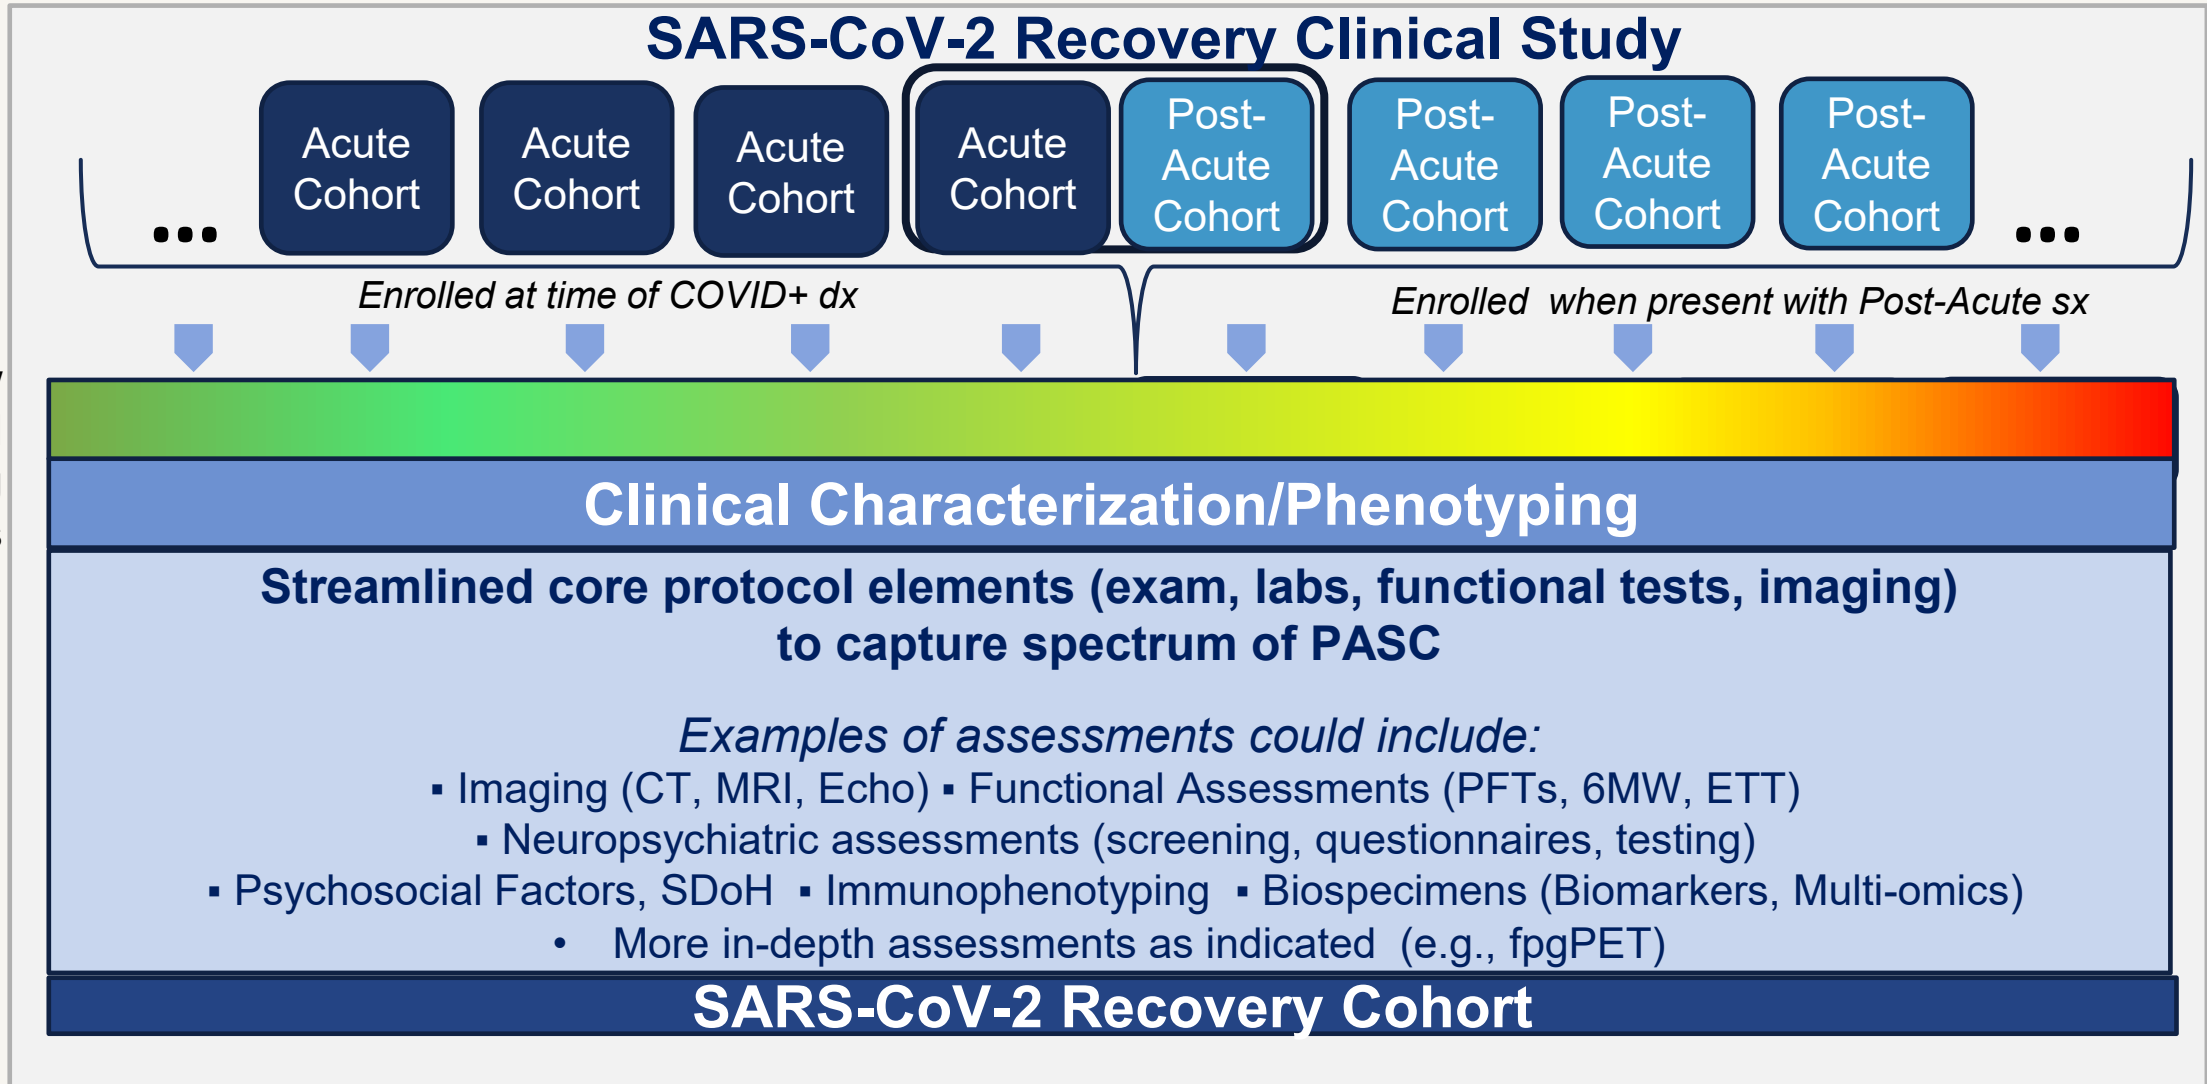 SARS-CoV-2 Recovery Clinical Study
Acute
Cohort
Acute
Cohort
Acute
Cohort
Acute
Cohort
Post-
Acute
Cohort
Post-
Acute
Cohort
Post-
Acute
Cohort
Post-
Acute
Cohort
...
...
Enrolled at time of COVID+ dx
Enrolled when present with Post-Acute sx
Clinical Characterization/Phenotyping
Streamlined core protocol elements (exam, labs, functional tests, imaging)
to capture spectrum of PASC
Examples of assessments could include:
▪ Imaging (CT, MRI, Echo) ▪ Functional Assessments (PFTs, 6MW, ETT)
▪ Neuropsychiatric assessments (screening, questionnaires, testing)
▪ Psychosocial Factors, SDoH ▪ Immunophenotyping ▪ Biospecimens (Biomarkers, Multi-omics)
• More in-depth assessments as indicated (e.g., fpgPET)
SARS-CoV-2 Recovery Cohort